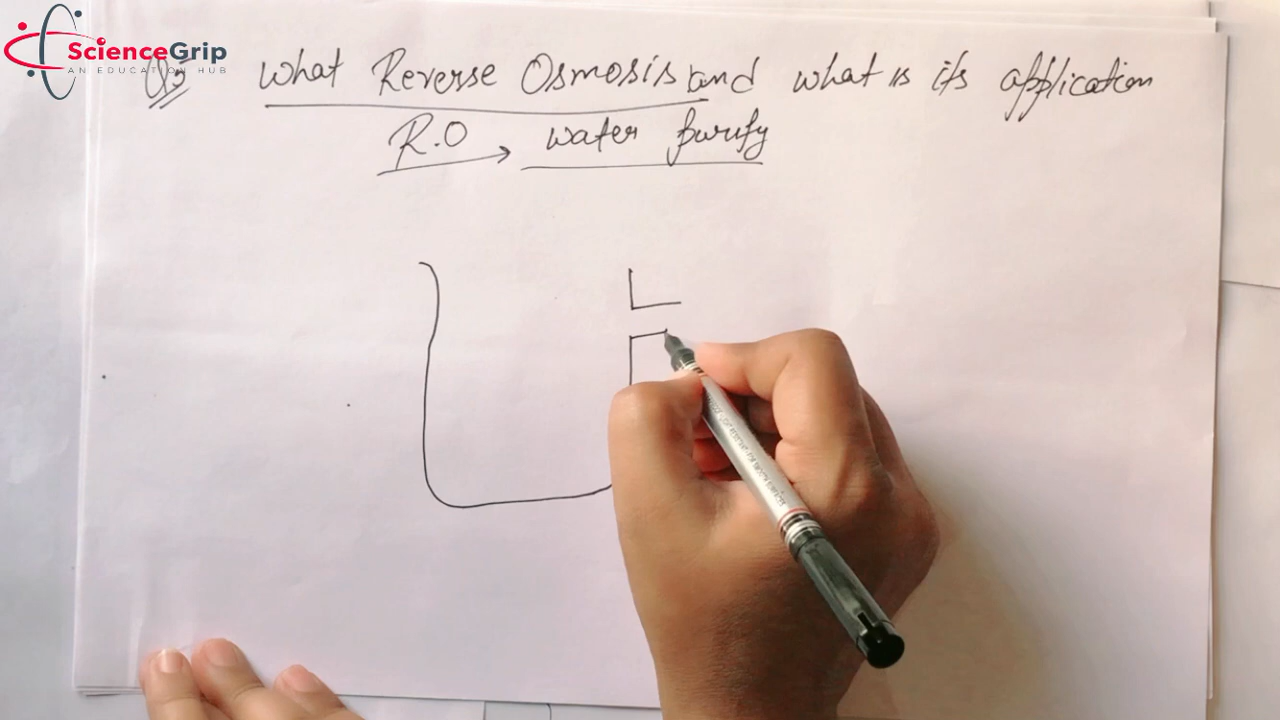 ScienceGrip
AN EDUCATION HUB
Q: What Reverse Osmosis and what is its application
R.O → water purify